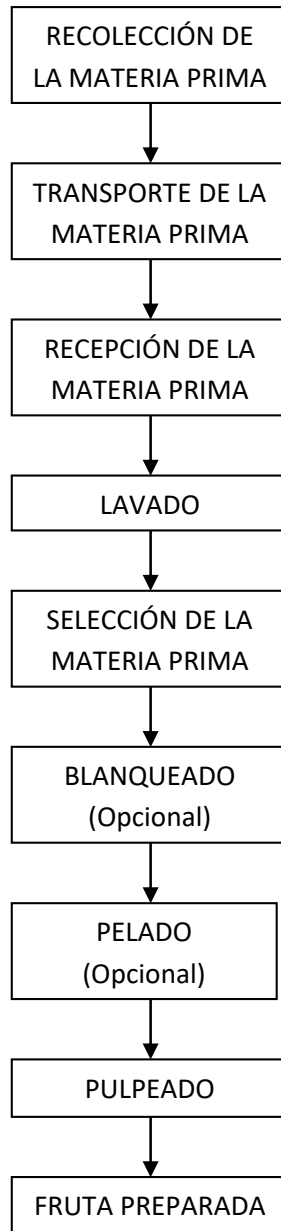 RECOLECCIÓN DE
LA MATERIA PRIMA
TRANSPORTE DE LA
MATERIA PRIMA
RECEPCIÓN DE LA
MATERIA PRIMA
LAVADO
SELECCIÓN DE LA
MATERIA PRIMA
BLANQUEADO
(Opcional)
PELADO
(Opcional)
PULPEADO
FRUTA PREPARADA